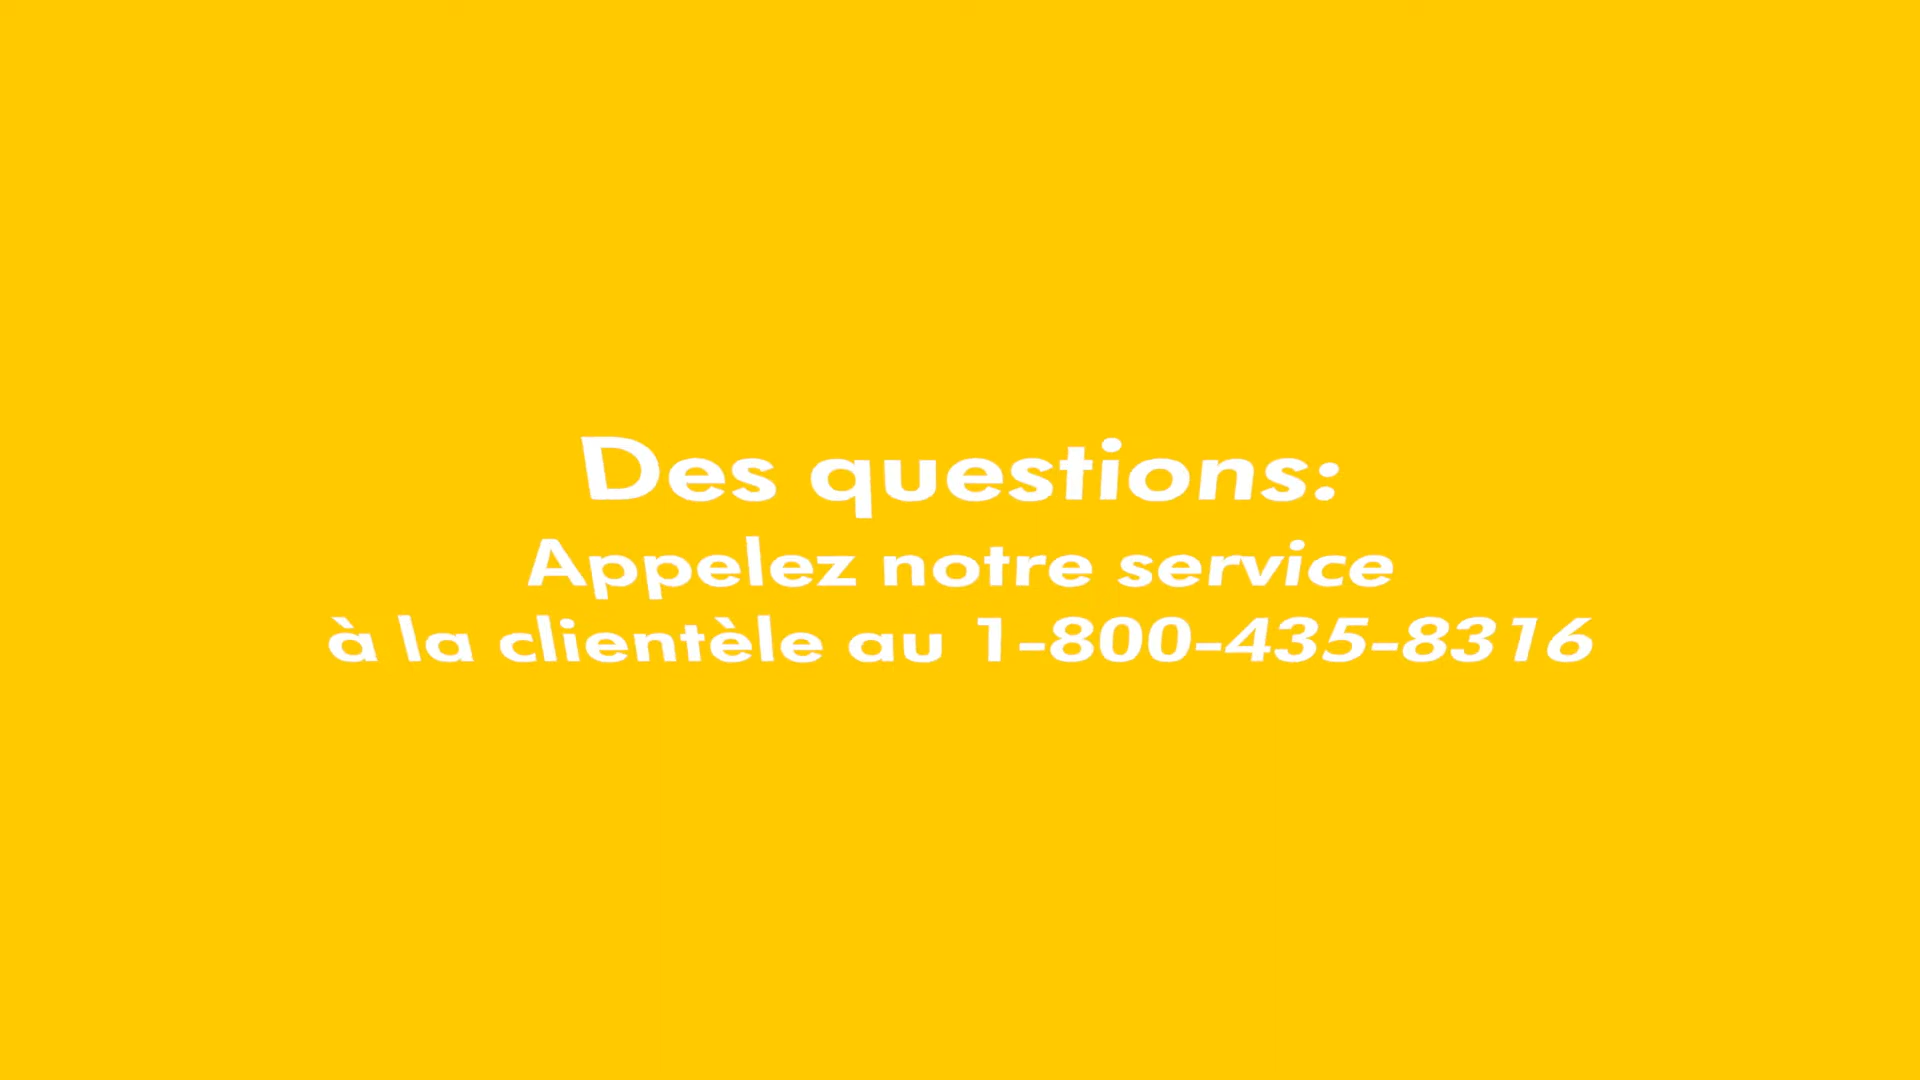 Des questions:
Appelez notre service
à la clientèle au 1-800-435-8316